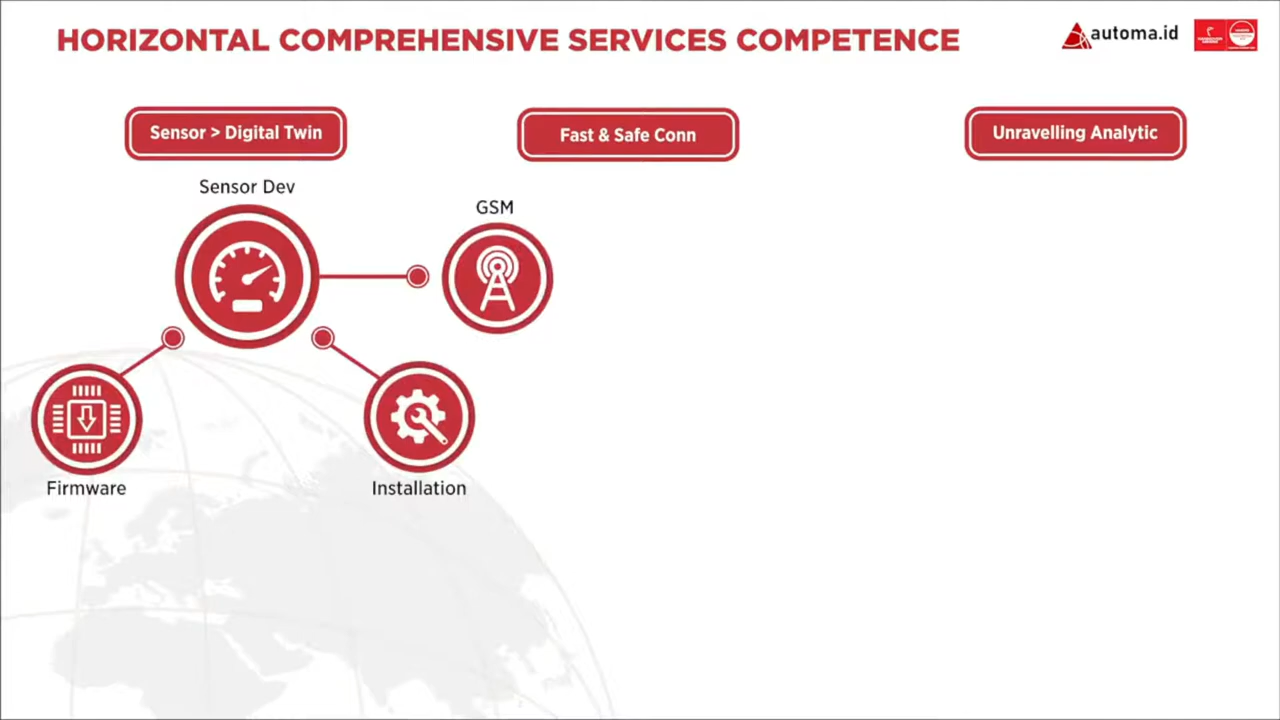 HORIZONTAL COMPREHENSIVE SERVICES COMPETENCE
automa.id
Sensor > Digital Twin
Fast & Safe Conn
Unravelling Analytic
Sensor Dev
GSM
Firmware
Installation